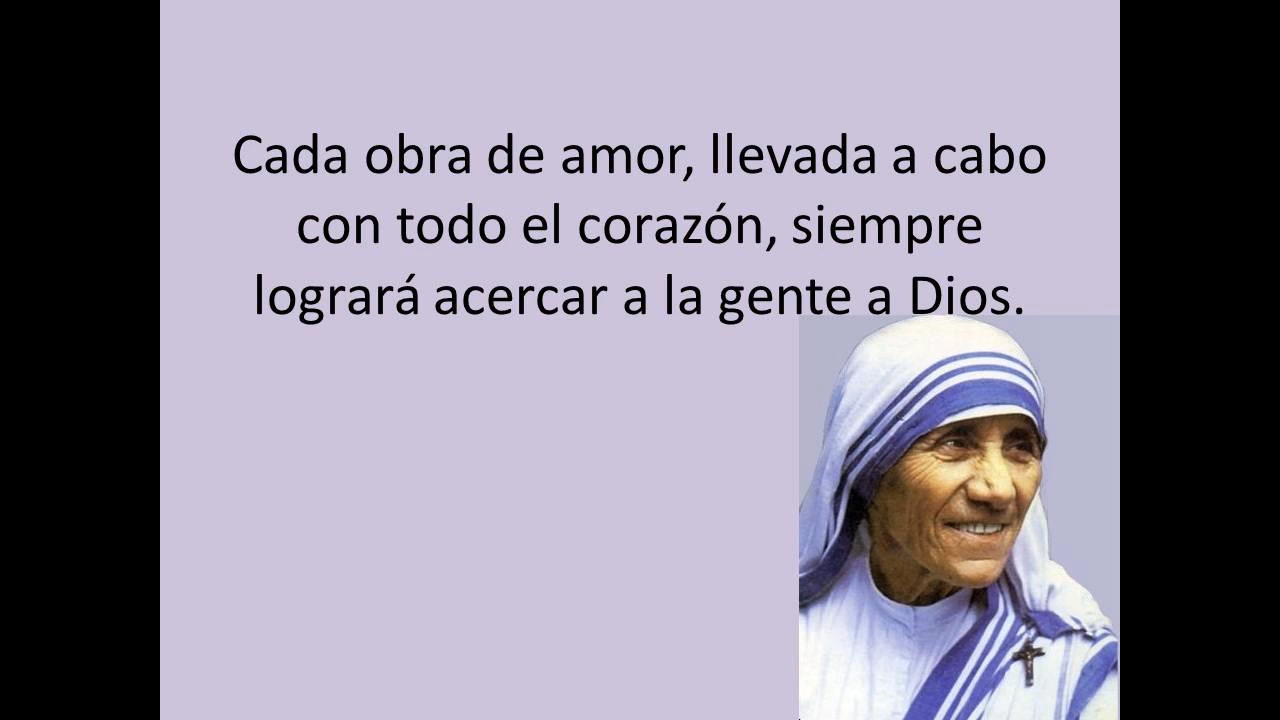 Cada obra de amor, llevada a cabo
con todo el corazón, siempre
logrará acercar a la gente a Dios.